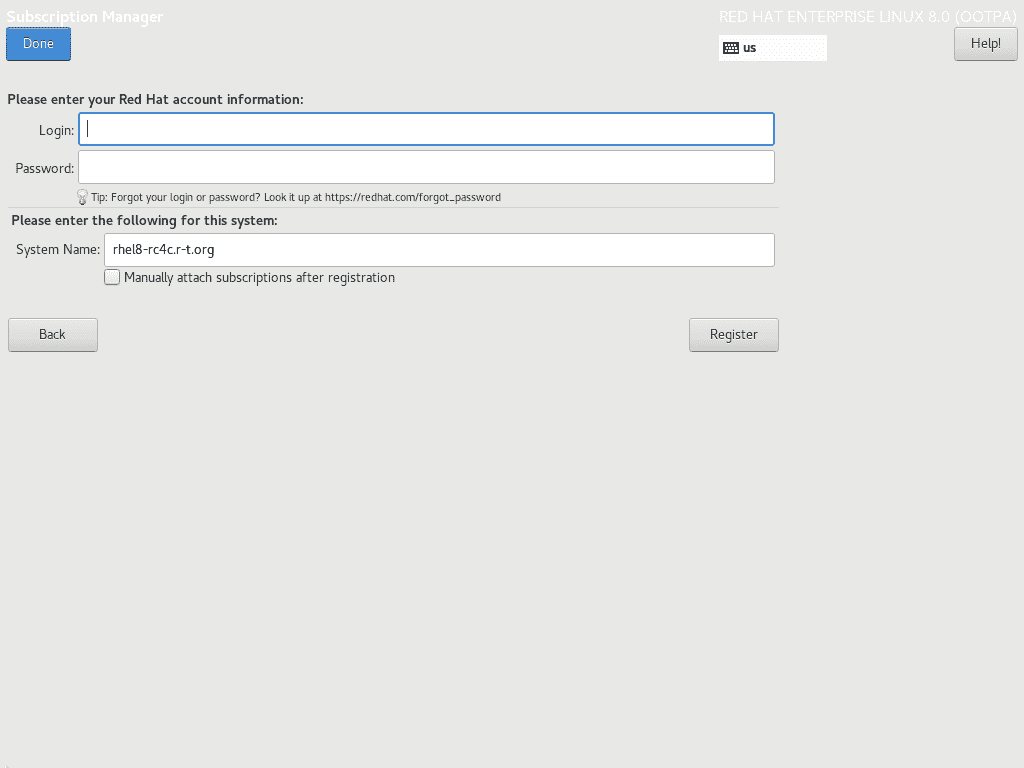 Subscription Manager
RED HAT ENTERPRISE LINUX 8.0 (OOTPA)
Done
us
Help!
Please enter your Red Hat account information:
Login:
Password:
Tip: Forgot your login or password? Look it up at https://redhat.com/forgot_password
Please enter the following for this system:
System Name: rhel8-rc4c.r-t.org
Manually attach subscriptions after registration
Back
Register